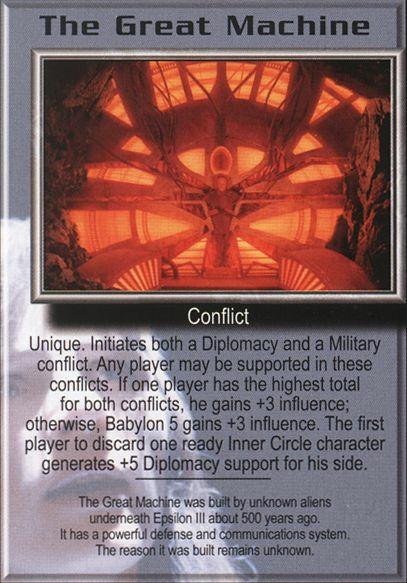 The Great Machine
Conflict
Unique. Initiates both a Diplomacy and a Military
conflict. Any player may be supported in these
conflicts. If one player has the highest total
for both conflicts, he gains +3 influence;
otherwise, Babylon 5 gains +3 influence. The first
player to discard one ready Inner Circle character
generates +5 Diplomacy support for his side.
The Great Machine was built by unknown aliens
underneath Epsilon III about 500 years ago.
It has a powerful defense and communications system.
The reason it was built remains unknown.